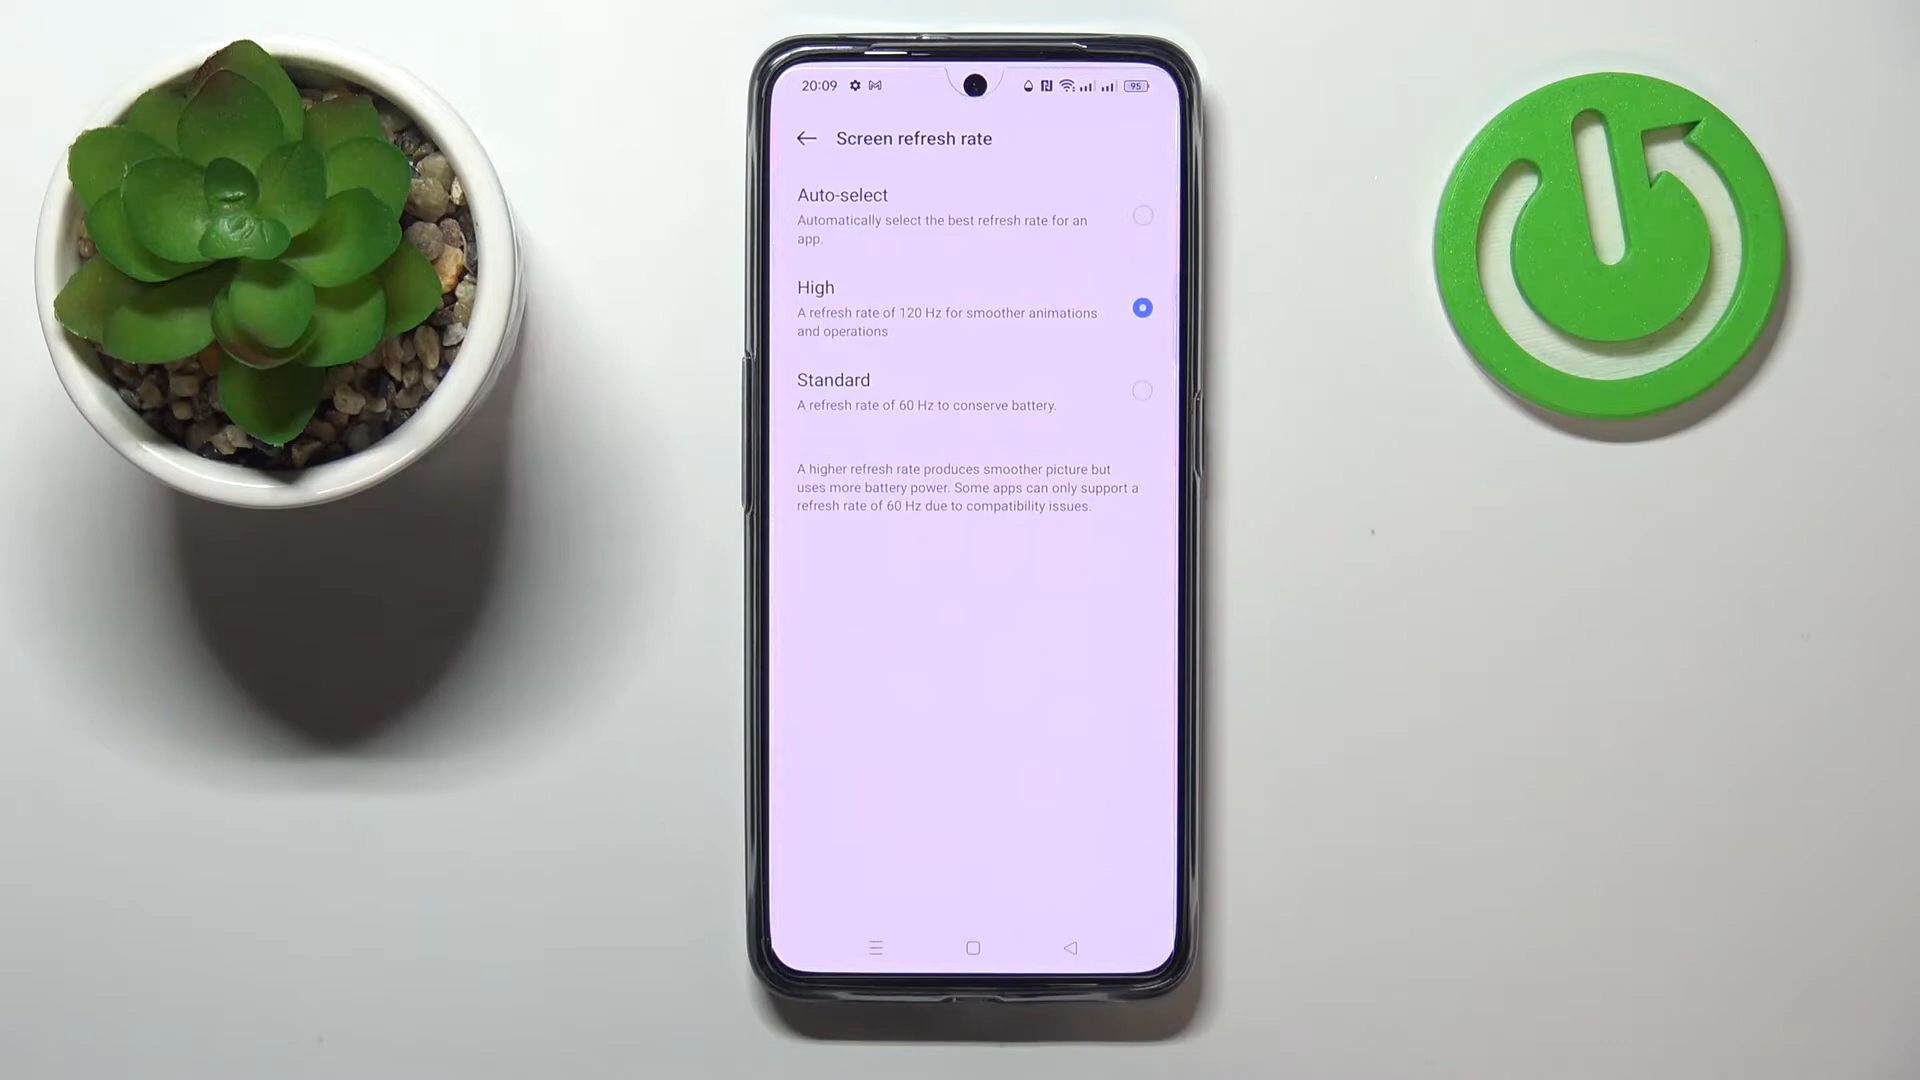 20:09
95
Screen refresh rate
Auto-select
Automatically select the best refresh rate for an
app.
High
A refresh rate of 120 Hz for smoother animations
and operations
Standard
A refresh rate of 60 Hz to conserve battery.
A higher refresh rate produces smoother picture but
uses more battery power. Some apps can only support a
refresh rate of 60 Hz due to compatibility issues.